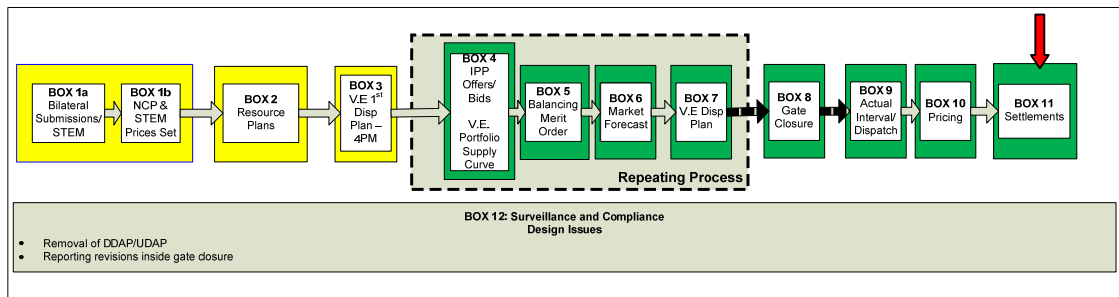 BOX 1a
Bilateral
Submissions/
STEM
BOX 1b
NCP &
STEM
Prices Set
BOX 2
Resource
Plans
BOX 3
V.E 1st
Disp
Plan –
4PM
BOX 4
IPP
Offers/
Bids
V.E.
Portfolio
Supply
Curve
BOX 5
Balancing
Merit
Order
BOX 6
Market
Forecast
BOX 7
V.E Disp
Plan
Repeating Process
BOX 8
Gate
Closure
BOX 9
Actual
Interval/
Dispatch
BOX 10
Pricing
BOX 11
Settlements
BOX 12: Surveillance and Compliance
Design Issues
• Removal of DDAP/UDAP
• Reporting revisions inside gate closure